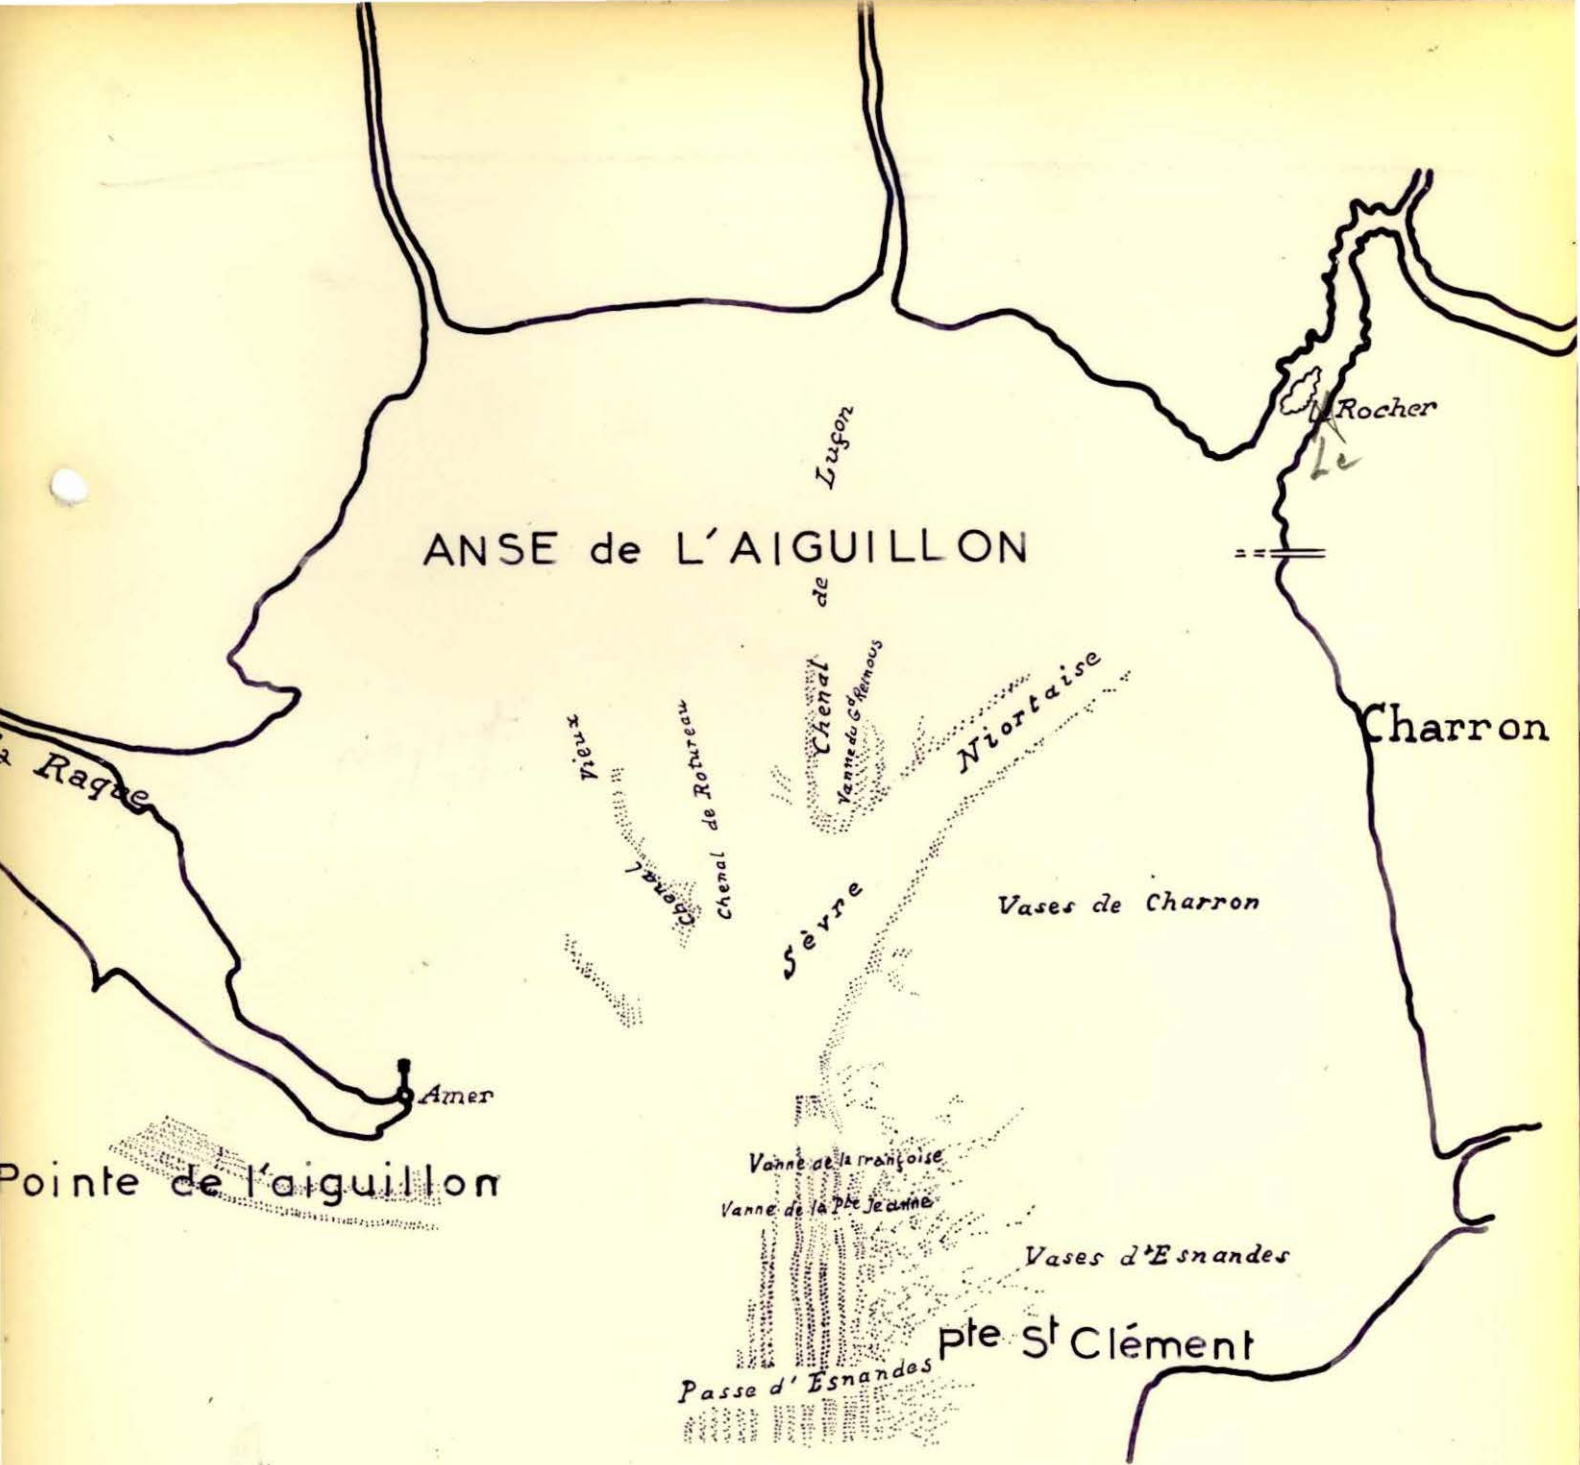 Rocher
Le
Luçon
ANSE de L'AIGUILLON
de
Chenal
Vanne du Gd Remous
Niortaise
Vieux
Chenal de Rotureau
Charron
La Raque
Chenal
Sèvre
Vases de Charron
Amer
Vanne de la Françoise
Pointe de l'aiguillon
Vanne de la Pte Jeanne
Vases d'Esnandes
pte St Clément
Passe d'Esnandes